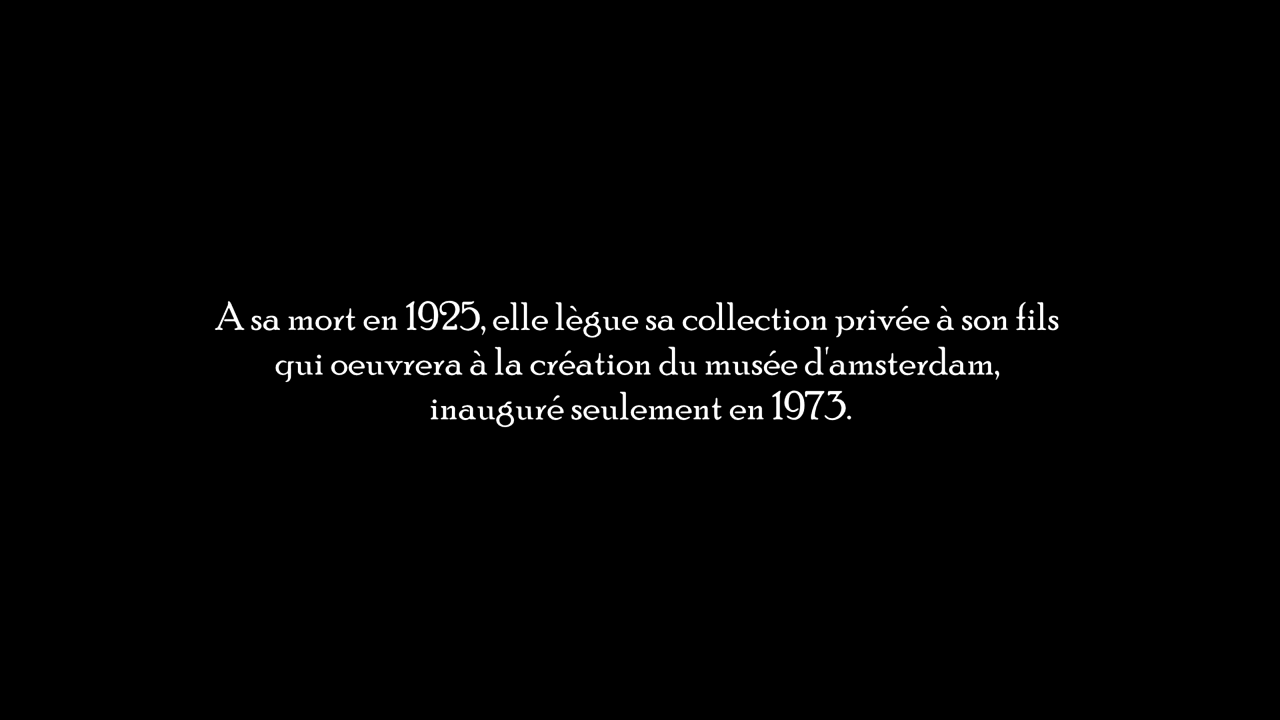 A sa mort en 1925, elle lègue sa collection privée à son fils
qui oeuvrera à la création du musée d'amsterdam,
inauguré seulement en 1973.